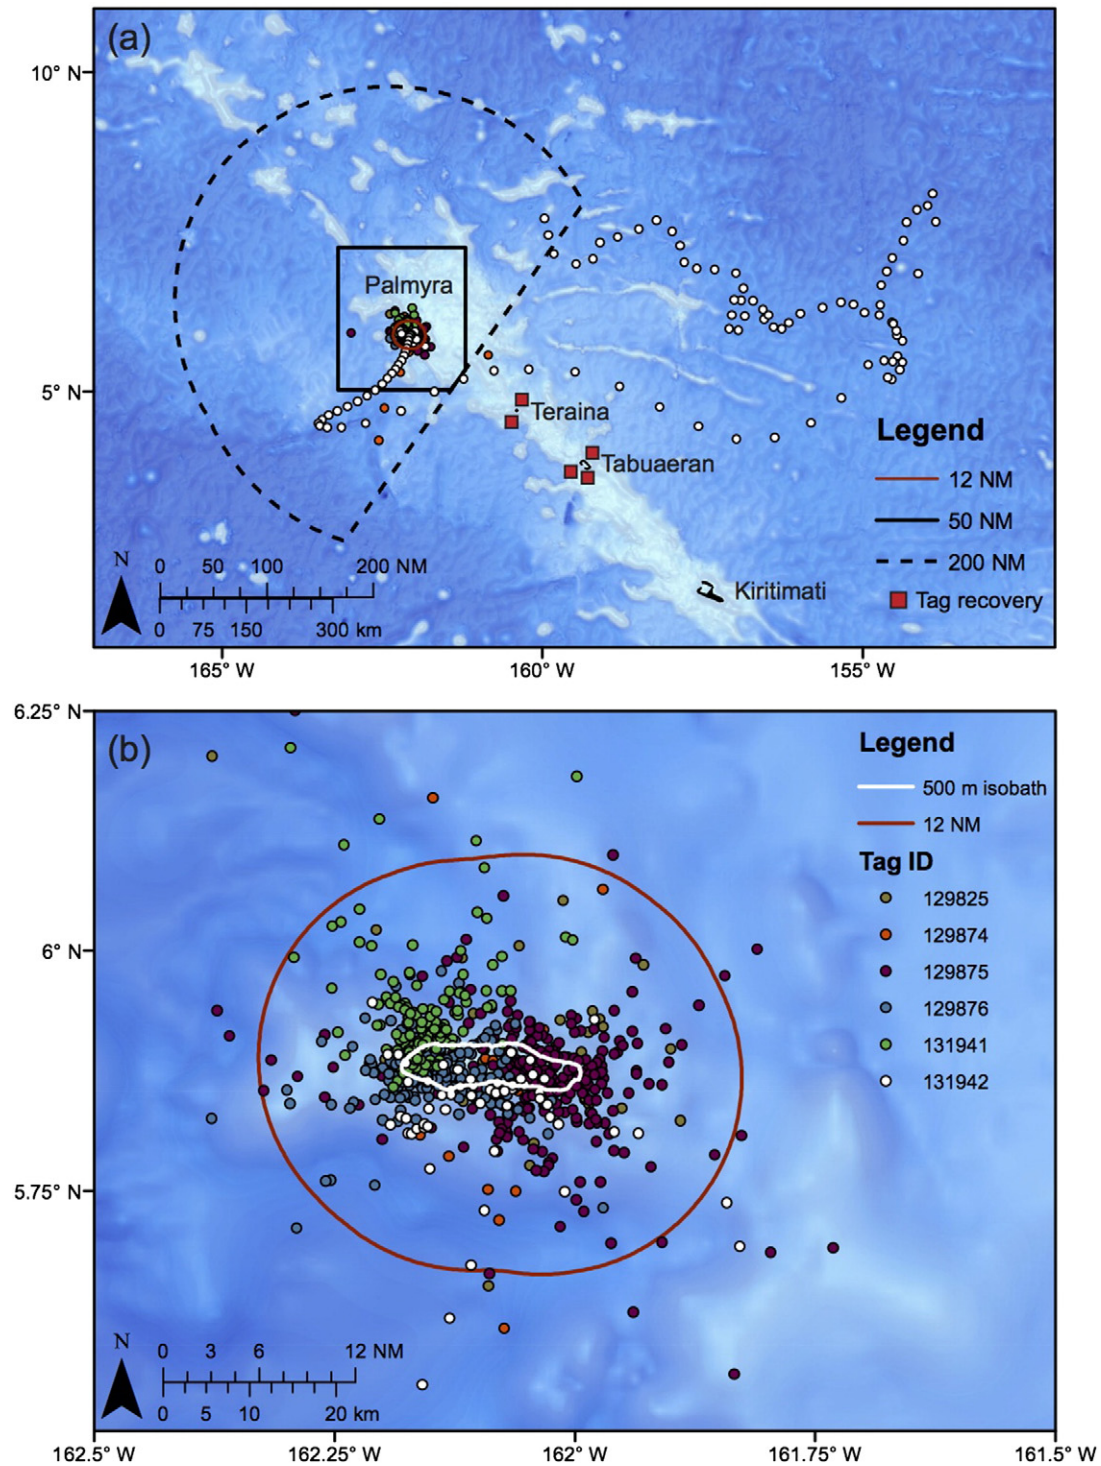 (a)
10° N
5° N
Palmyra
Teraina
Tabuaeran
Kiritimati
Legend
12 NM
50 NM
200 NM
Tag recovery
N
0 50 100 200 NM
0 75 150 300 km
165° W 160° W 155° W
6.25° N
(b)
6° N
5.75° N
Legend
500 m isobath
12 NM
Tag ID
129825
129874
129875
129876
131941
131942
N
0 3 6 12 NM
0 5 10 20 km
162.5° W 162.25° W 162° W 161.75° W 161.5° W